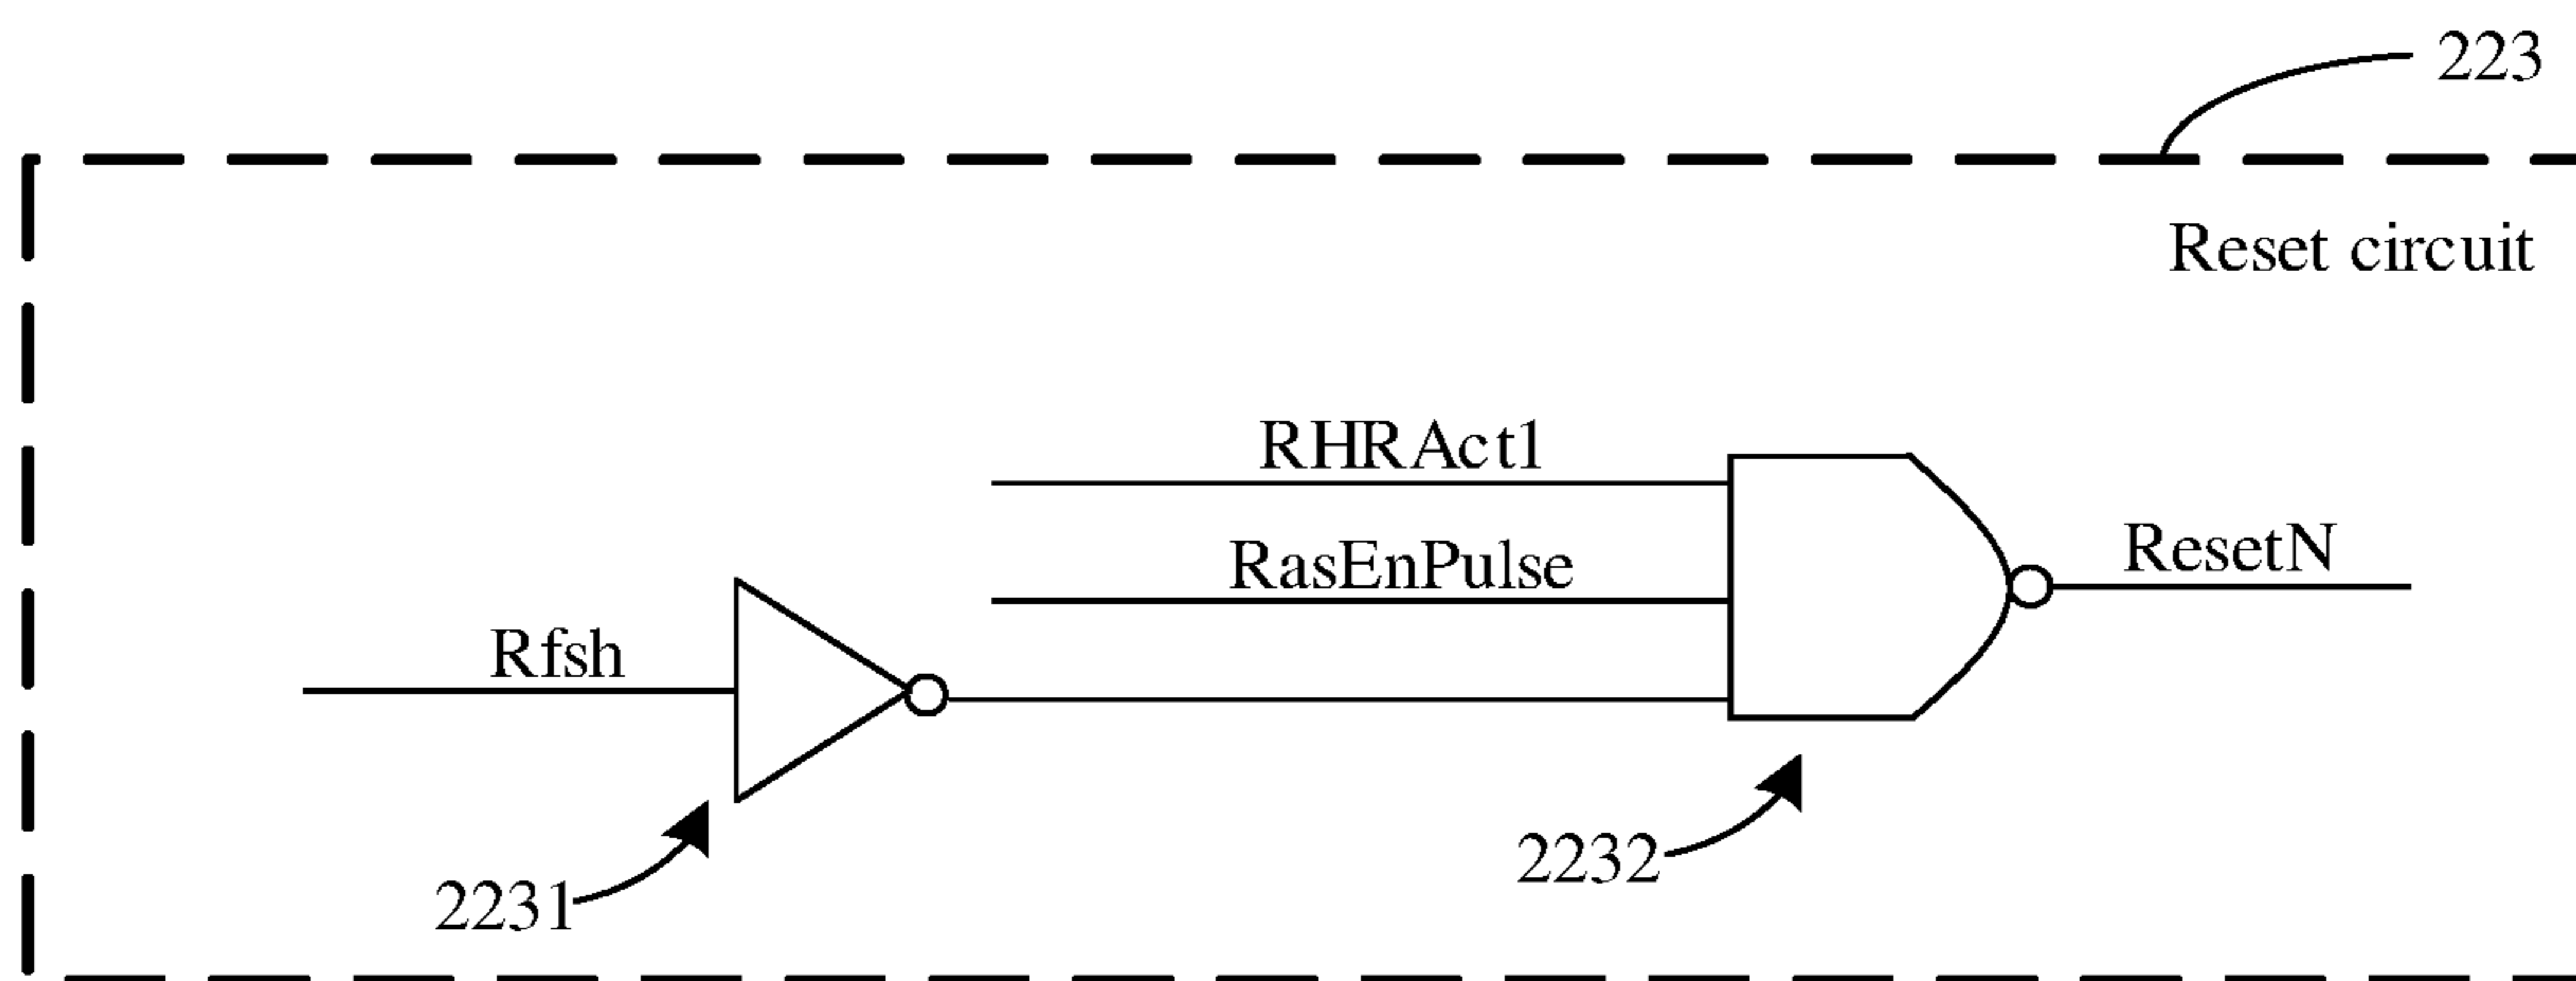 223
Reset circuit
RHRAct1
RasEnPulse
ResetN
Rfsh
2231
2232